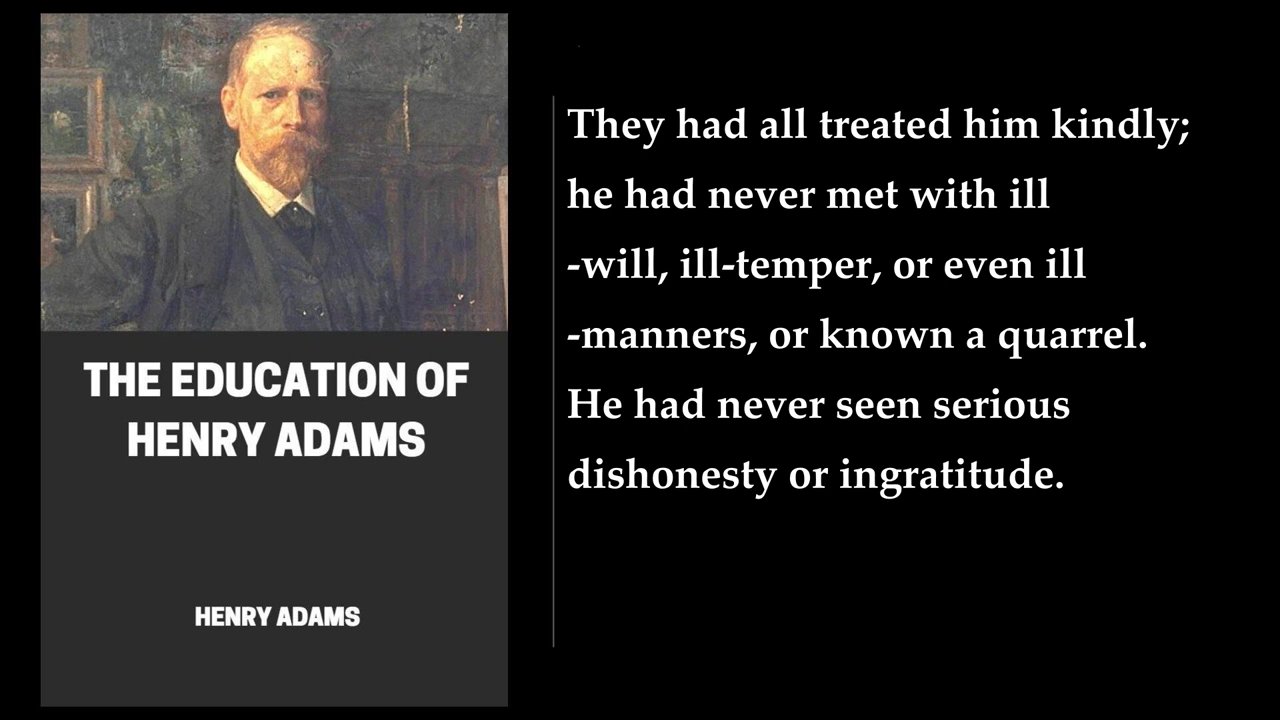 THE EDUCATION OF
HENRY ADAMS
HENRY ADAMS
They had all treated him kindly;
he had never met with ill
-will, ill-temper, or even ill
-manners, or known a quarrel.
He had never seen serious
dishonesty or ingratitude.